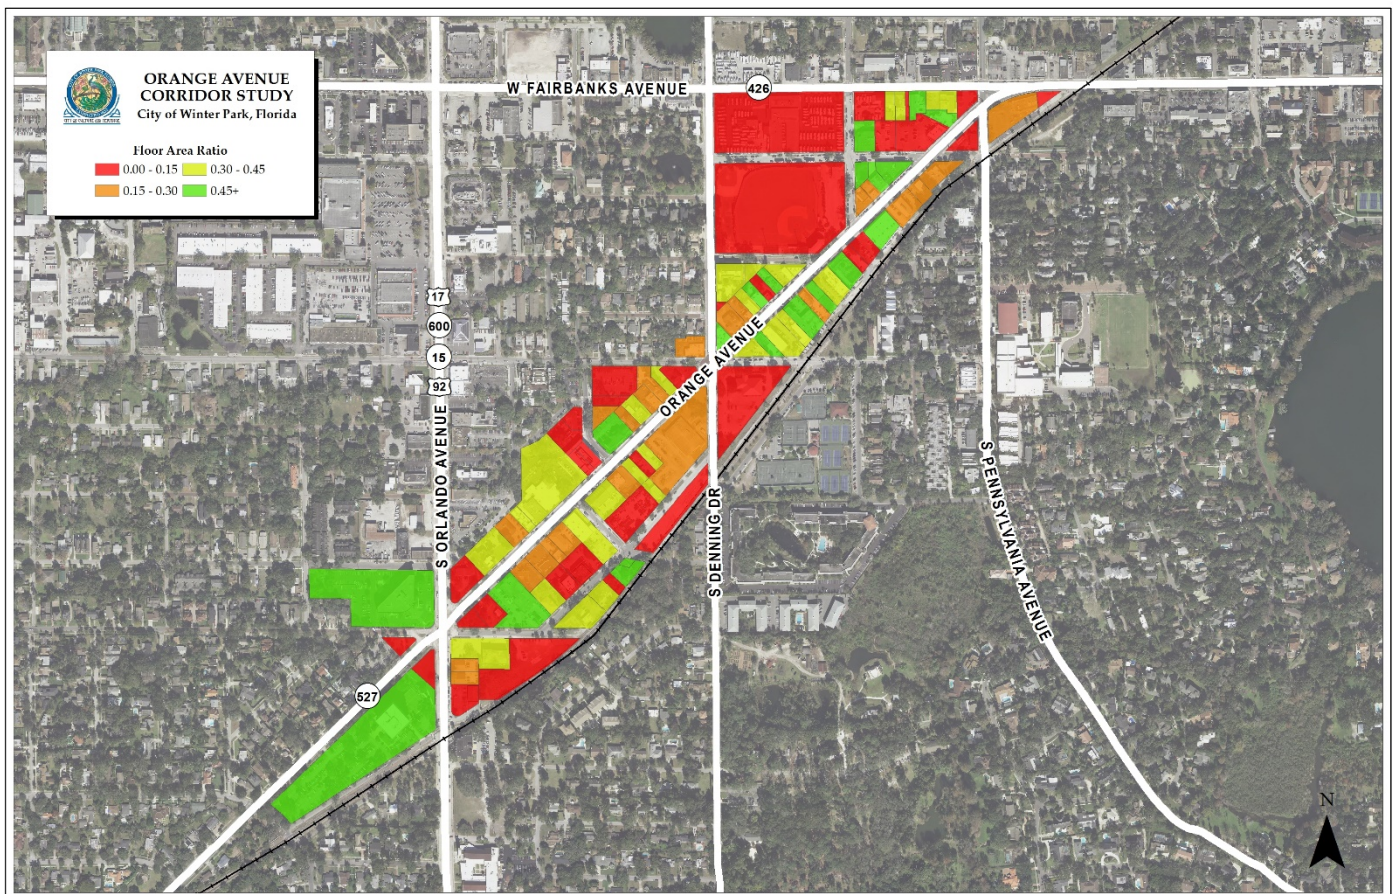 ORANGE AVENUE
CORRIDOR STUDY
City of Winter Park, Florida
Floor Area Ratio
0.00 - 0.15
0.30 - 0.45
0.15 - 0.30
0.45+
W FAIRBANKS AVENUE
426
17
600
15
92
ORANGE AVENUE
S ORLANDO AVENUE
S DENNING DR
S PENNSYLVANIA AVENUE
527
N